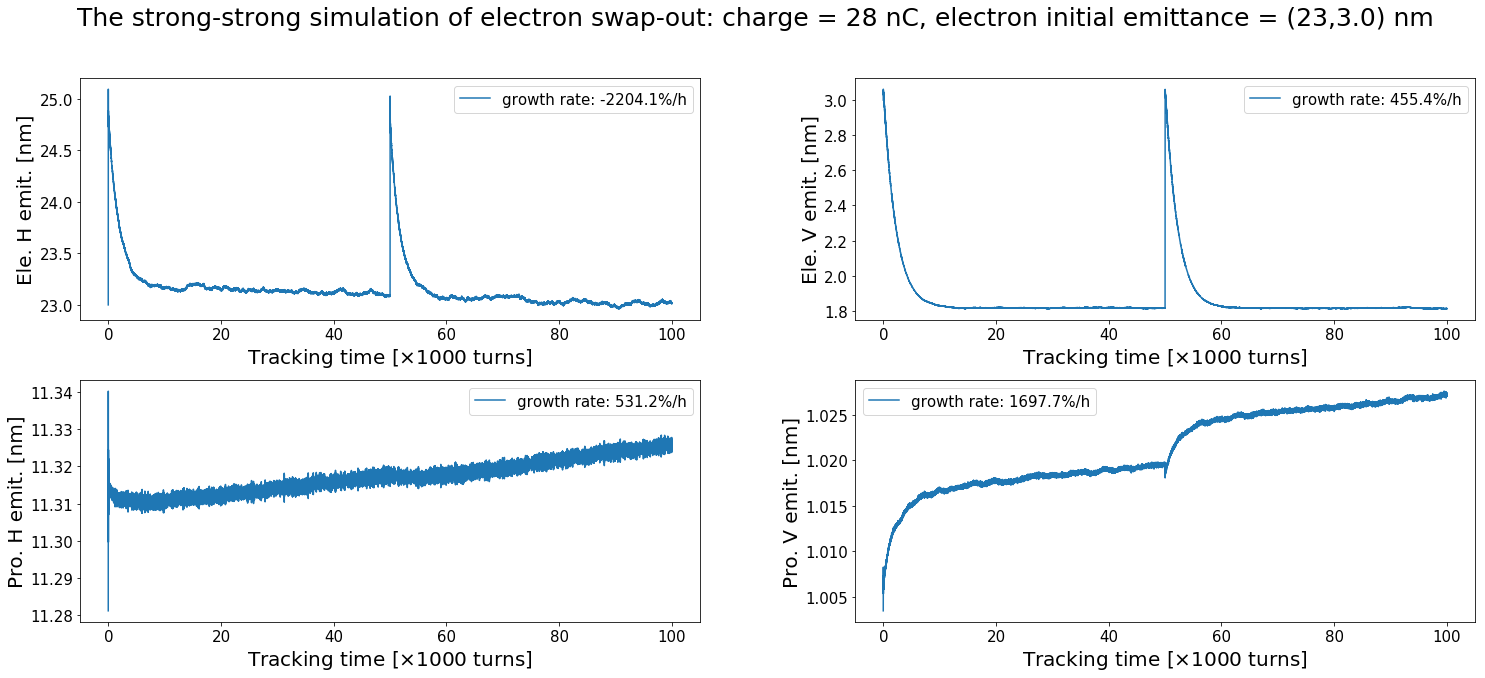 The strong-strong simulation of electron swap-out: charge = 28 nC, electron initial emittance = (23,3.0) nm
Ele. H emit. [nm]
25.0
24.5
24.0
23.5
23.0
growth rate: -2204.1%/h
0 20 40 60 80 100
Tracking time [×1000 turns]
Ele. V emit. [nm]
3.0
2.8
2.6
2.4
2.2
2.0
1.8
growth rate: 455.4%/h
0 20 40 60 80 100
Tracking time [×1000 turns]
Pro. H emit. [nm]
11.34
11.33
11.32
11.31
11.30
11.29
11.28
growth rate: 531.2%/h
0 20 40 60 80 100
Tracking time [×1000 turns]
Pro. V emit. [nm]
1.025
1.020
1.015
1.010
1.005
growth rate: 1697.7%/h
0 20 40 60 80 100
Tracking time [×1000 turns]